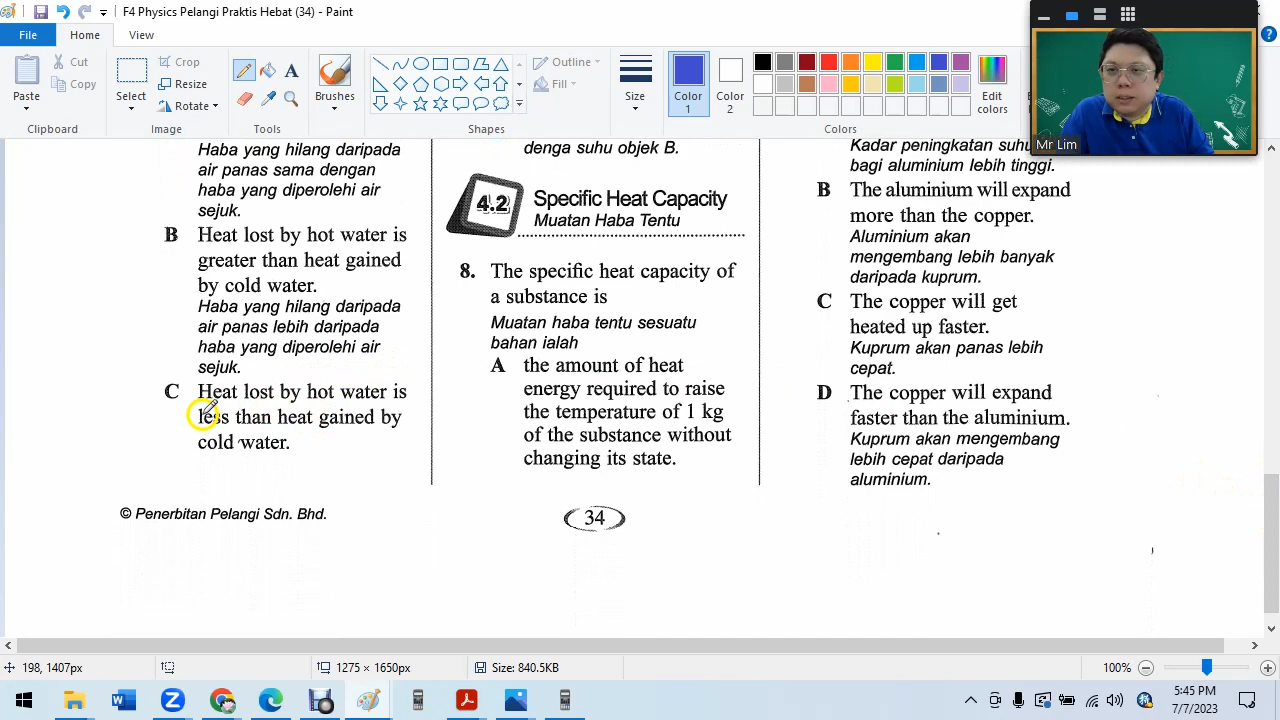 F4 Physics Pelangi Praktis Hebat (34) - Paint
File
Home
View
Paste
Cut
Copy
Clipboard
Select
Crop
Resize
Rotate
Image
A
Tools
Brushes
Outline
Fill
Shapes
Size
Color
1
Color
2
Edit
colors
Colors
Mr Lim
Haba yang hilang daripada
air panas sama dengan
haba yang diperolehi air
sejuk.
B Heat lost by hot water is
greater than heat gained
by cold water.
Haba yang hilang daripada
air panas lebih daripada
haba yang diperolehi air
sejuk.
C Heat lost by hot water is
less than heat gained by
cold water.
© Penerbitan Pelangi Sdn. Bhd.
denga suhu objek B.
4.2 Specific Heat Capacity
Muatan Haba Tentu
8. The specific heat capacity of
a substance is
Muatan haba tentu sesuatu
bahan ialah
A the amount of heat
energy required to raise
the temperature of 1 kg
of the substance without
changing its state.
34
Kadar peningkatan
bagi aluminium lebih tinggi.
B The aluminium will expand
more than the copper.
Aluminium akan
mengembang lebih banyak
daripada kuprum.
C The copper will get
heated up faster.
Kuprum akan panas lebih
cepat.
D The copper will expand
faster than the aluminium.
Kuprum akan mengembang
lebih cepat daripada
aluminium.
198, 1407px
1275 × 1650px
Size: 840.5KB
100%
5:45 PM
7/7/2023